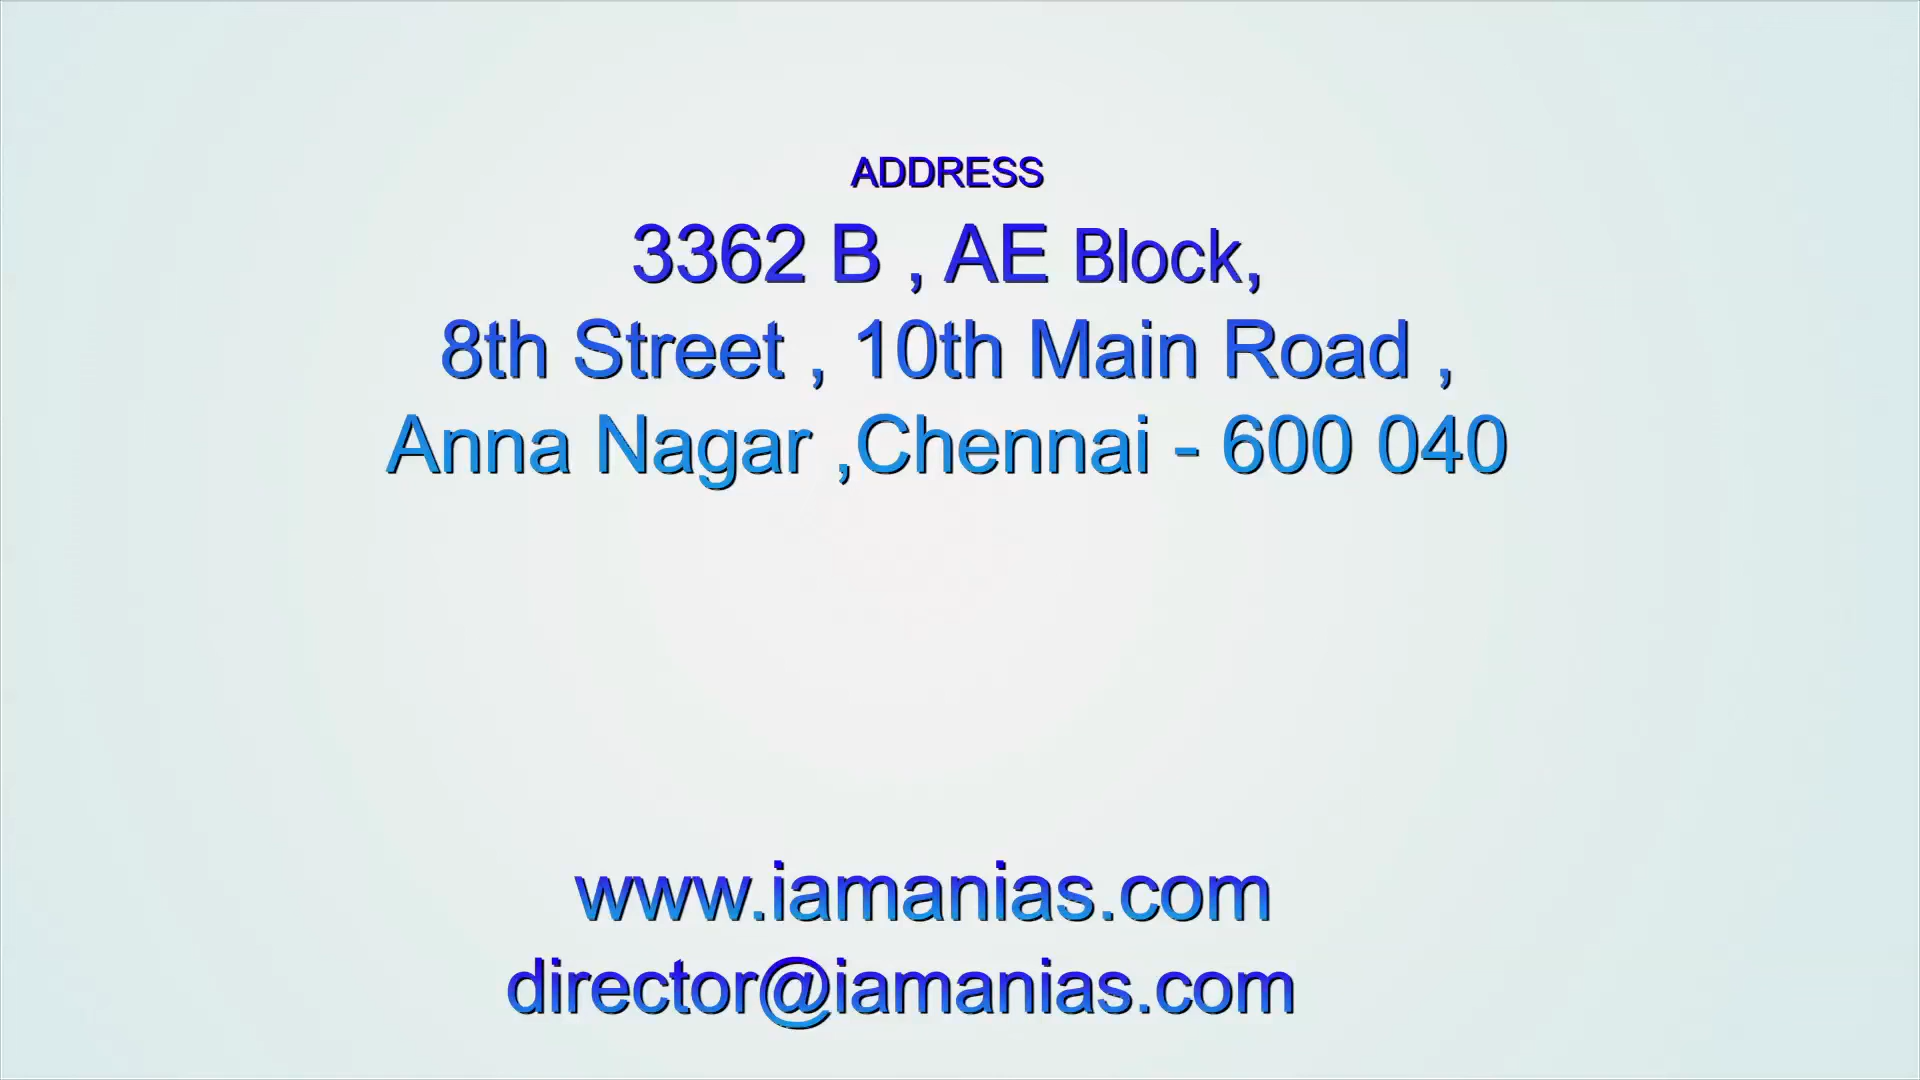 ADDRESS
3362 B , AE Block,
8th Street , 10th Main Road ,
Anna Nagar ,Chennai - 600 040
www.iamanias.com
director@iamanias.com